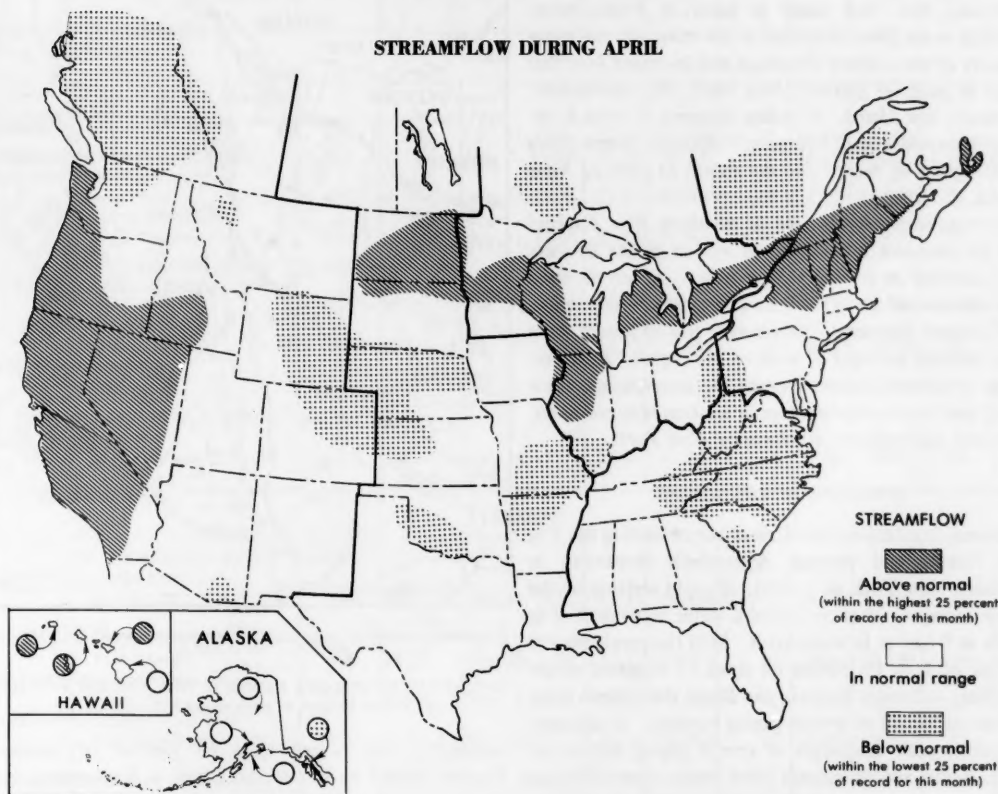 STREAMFLOW DURING APRIL
STREAMFLOW
Above normal
(within the highest 25 percent
of record for this month)
In normal range
Below normal
(within the lowest 25 percent
of record for this month)
ALASKA
HAWAII